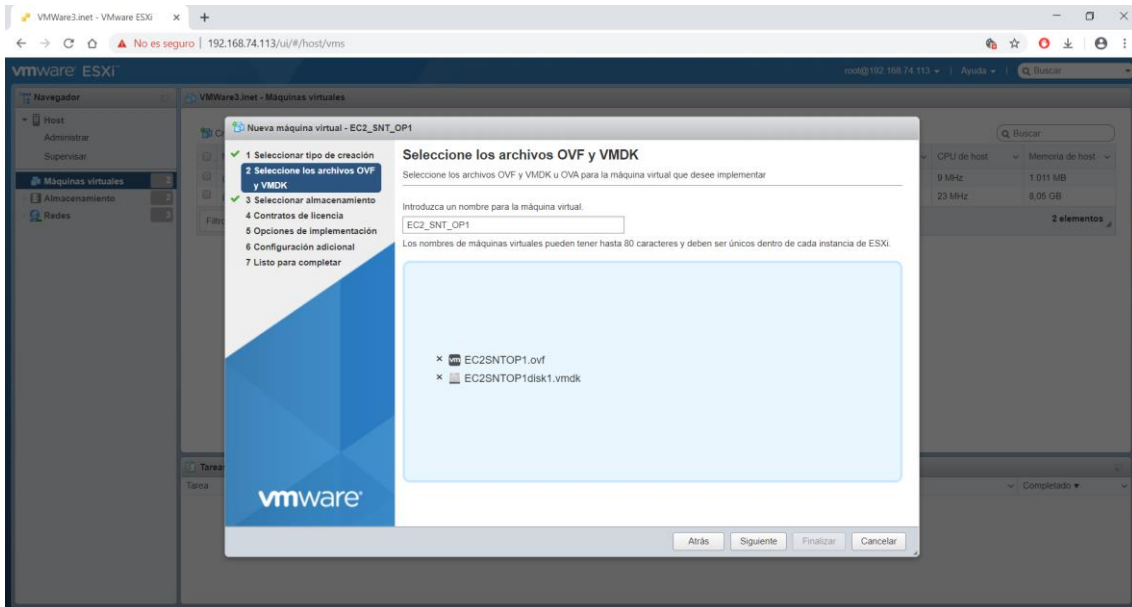 VMWare3.inet - VMware ESXi
No es seguro | 192.168.74.113/ui/#/host/vms
vmware ESXi
root@192.168.74.113 | Ayuda | Buscar
Navegador
VMWare3.inet - Máquinas virtuales
Host
Administrar
Supervisar
Máquinas virtuales 2
Almacenamiento 2
Redes 3
Buscar
CPU de host Memoria de host
9 MHz 1.011 MB
23 MHz 8,05 GB
2 elementos
Nueva máquina virtual - EC2_SNT_OP1
1 Seleccionar tipo de creación
2 Seleccione los archivos OVF
y VMDK
3 Seleccionar almacenamiento
4 Contratos de licencia
5 Opciones de implementación
6 Configuración adicional
7 Listo para completar
vmware
Seleccione los archivos OVF y VMDK
Seleccione los archivos OVF y VMDK u OVA para la máquina virtual que desee implementar
Introduzca un nombre para la máquina virtual.
EC2_SNT_OP1
Los nombres de máquinas virtuales pueden tener hasta 80 caracteres y deben ser únicos dentro de cada instancia de ESXi.
EC2SNTOP1.ovf
EC2SNTOP1disk1.vmdk
Atrás Siguiente Finalizar Cancelar
Tarea
Completado